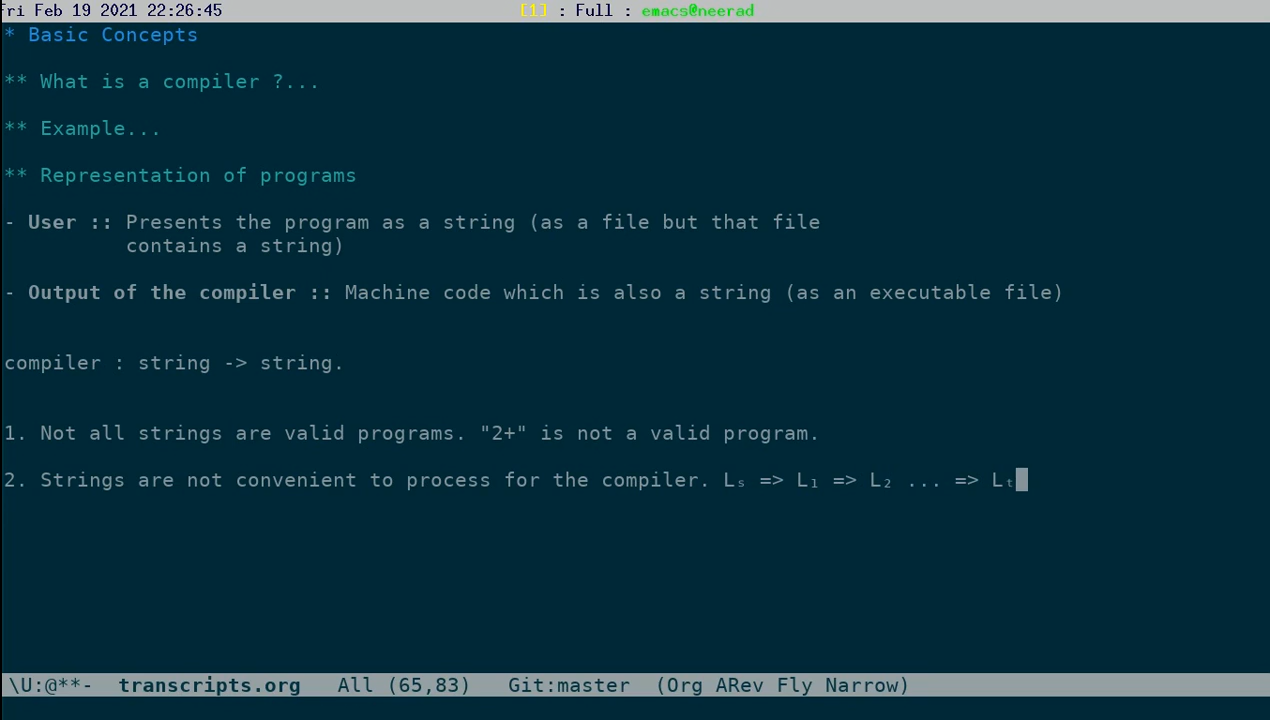 ri Feb 19 2021 22:26:45 [1] : Full : emacs@neerad
* Basic Concepts
** What is a compiler ?...
** Example...
** Representation of programs
- User :: Presents the program as a string (as a file but that file
contains a string)
- Output of the compiler :: Machine code which is also a string (as an executable file)
compiler : string -> string.
1. Not all strings are valid programs. "2+" is not a valid program.
2. Strings are not convenient to process for the compiler. Lₛ => L₁ => L₂ ... => Lₜ
\U:@**-  transcripts.org   All (65,83)   Git:master  (Org ARev Fly Narrow)